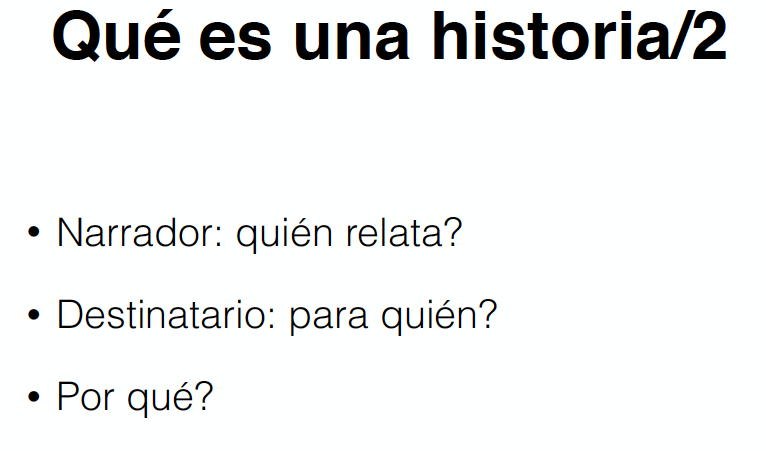 Qué es una historia/2
• Narrador: quién relata?
• Destinatario: para quién?
• Por qué?